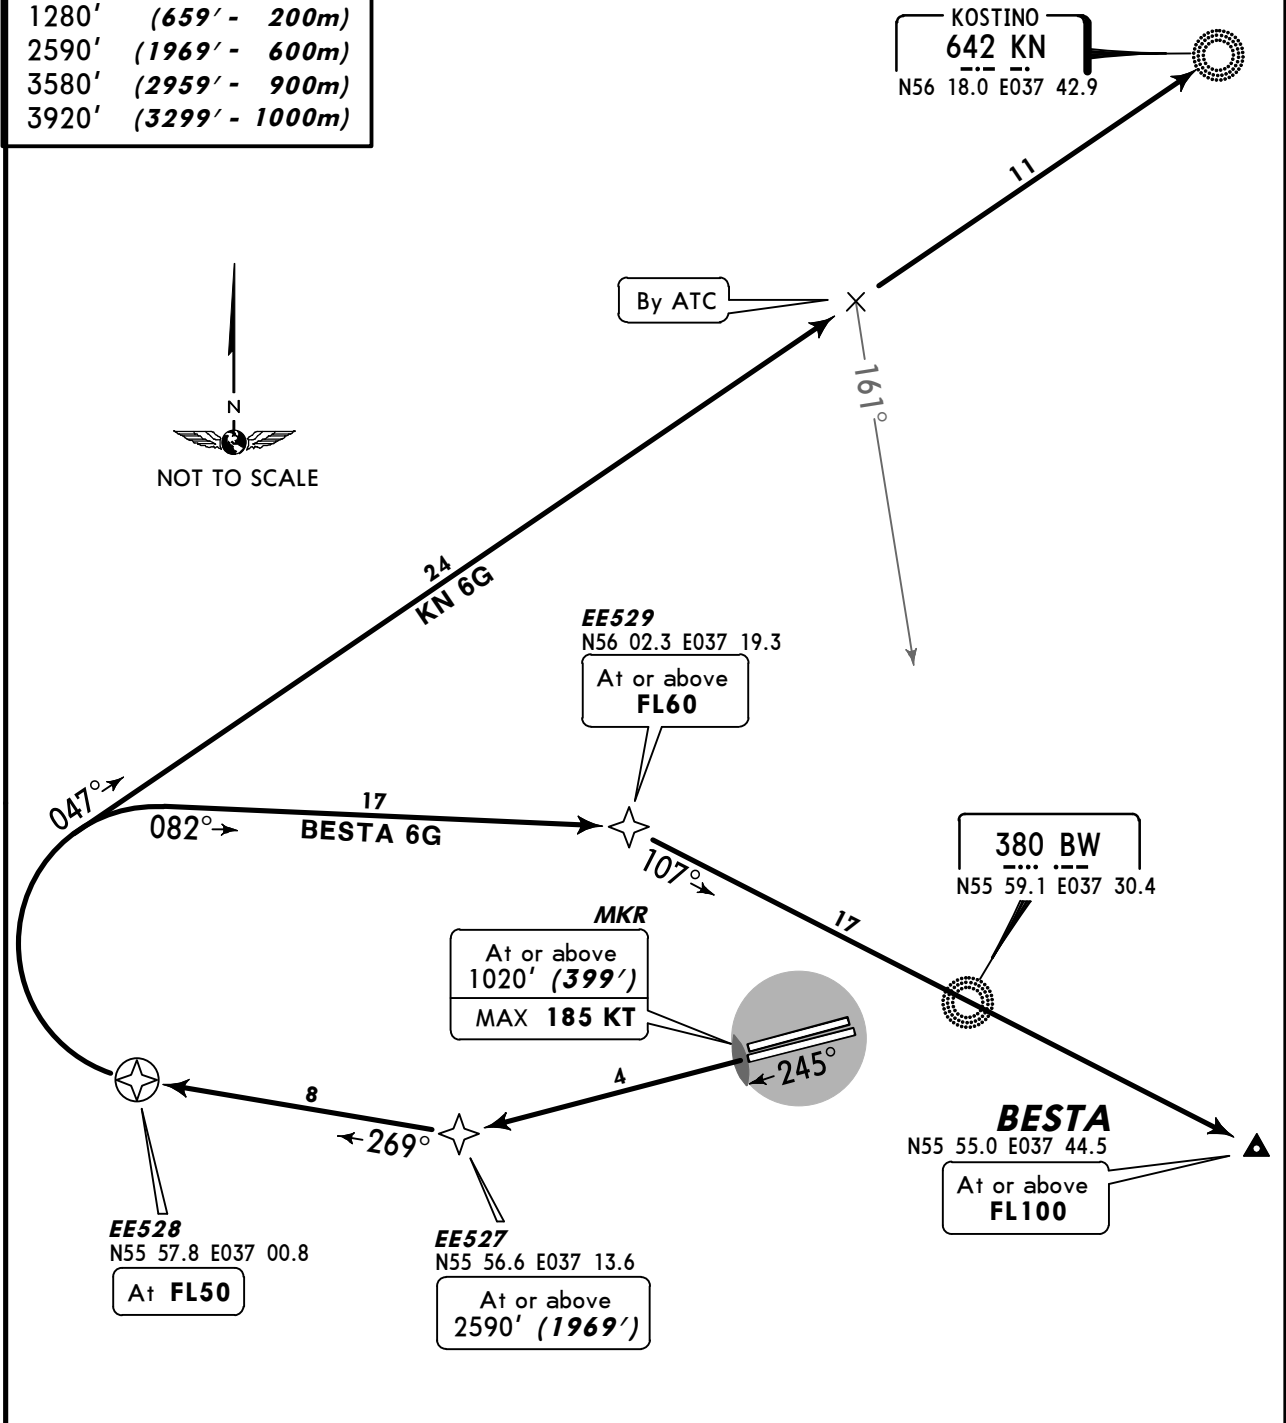 1280' (659' - 200m)
2590' (1969' - 600m)
3580' (2959' - 900m)
3920' (3299' - 1000m)
KOSTINO
642 KN
N56 18.0 E037 42.9
11
By ATC
161°
N
NOT TO SCALE
24
KN 6G
EE529
N56 02.3 E037 19.3
At or above
FL60
047°
082°
17
BESTA 6G
107°
17
380 BW
N55 59.1 E037 30.4
MKR
At or above
1020' (399')
MAX 185 KT
245°
4
8
269°
BESTA
N55 55.0 E037 44.5
At or above
FL100
EE528
N55 57.8 E037 00.8
At FL50
EE527
N55 56.6 E037 13.6
At or above
2590' (1969')